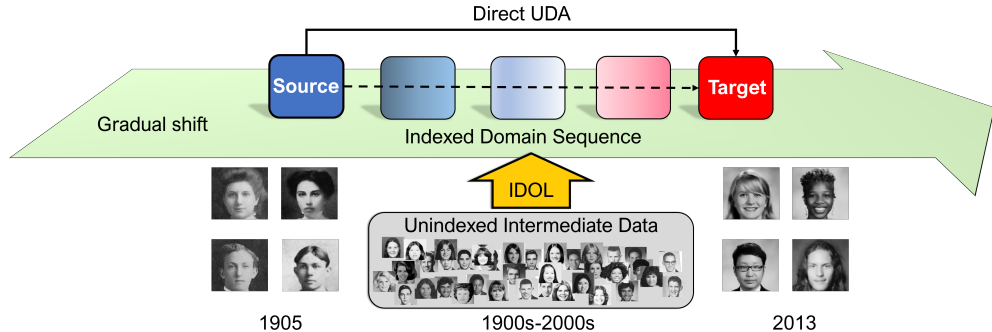 Direct UDA
Source
Target
Gradual shift
Indexed Domain Sequence
IDOL
Unindexed Intermediate Data
1905
1900s-2000s
2013